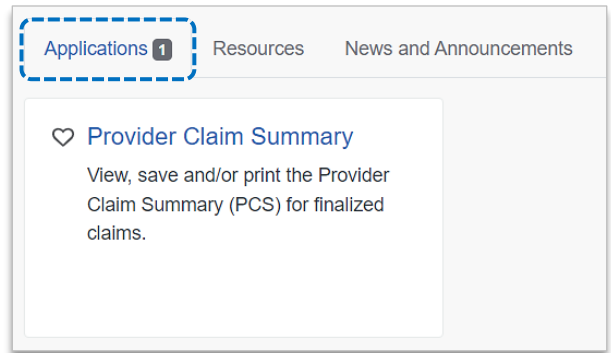 Applications 1 Resources News and Announcements
Provider Claim Summary
View, save and/or print the Provider
Claim Summary (PCS) for finalized
claims.